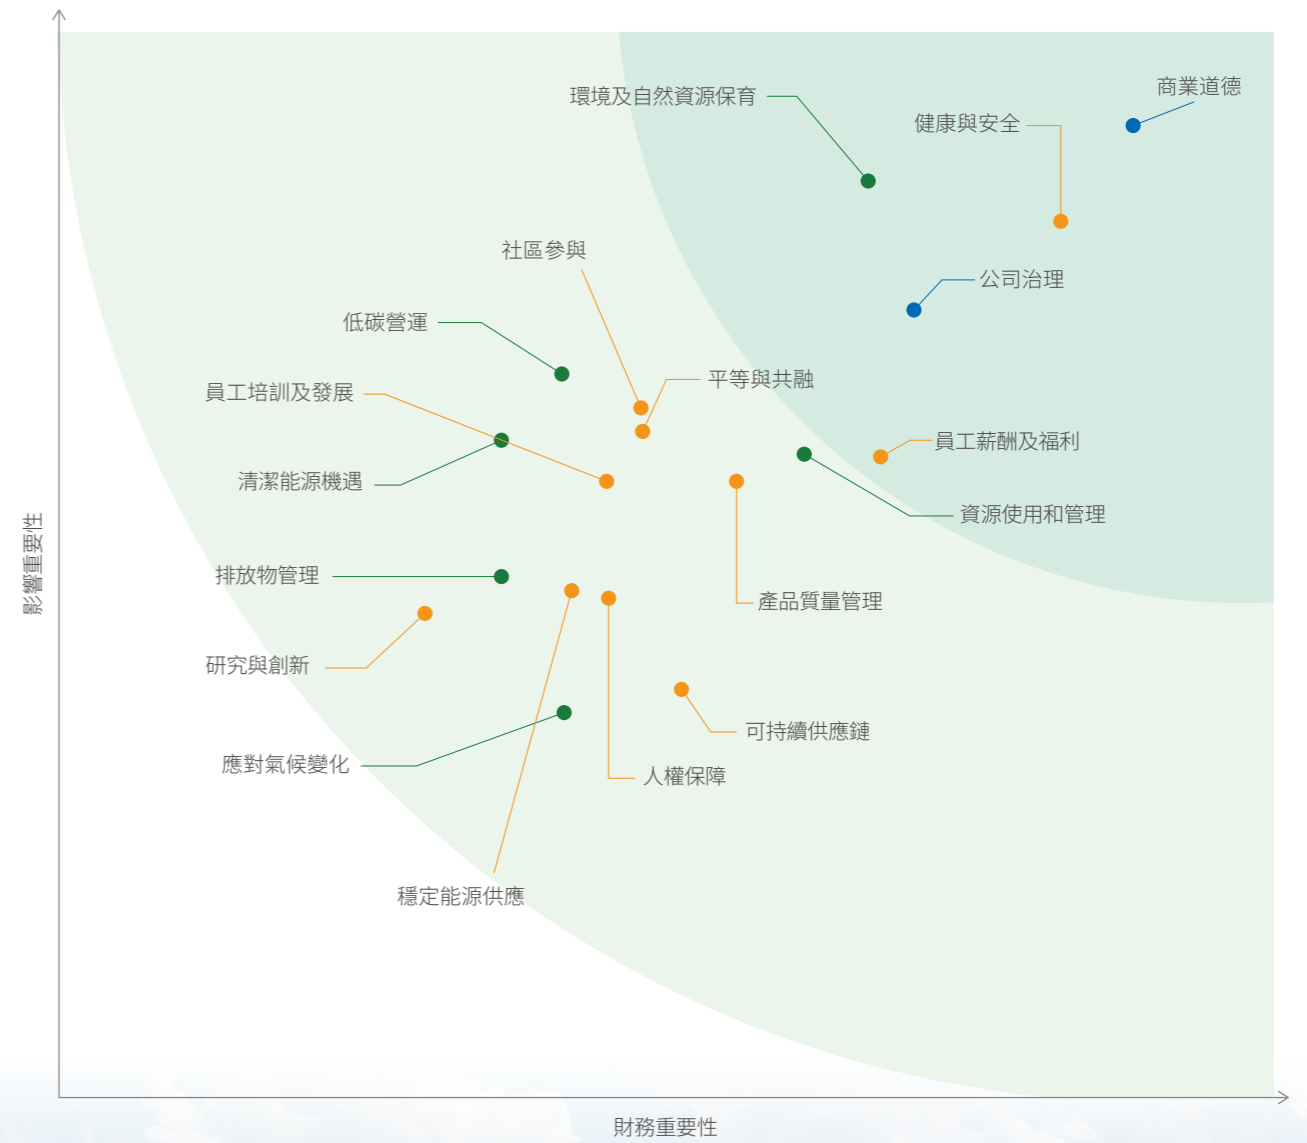 商業道德
環境及自然資源保育
健康與安全
社區參與
公司治理
低碳營運
平等與共融
員工培訓及發展
員工薪酬及福利
清潔能源機遇
資源使用和管理
影響重要性
排放物管理
產品質量管理
研究與創新
可持續供應鏈
應對氣候變化
人權保障
穩定能源供應
財務重要性